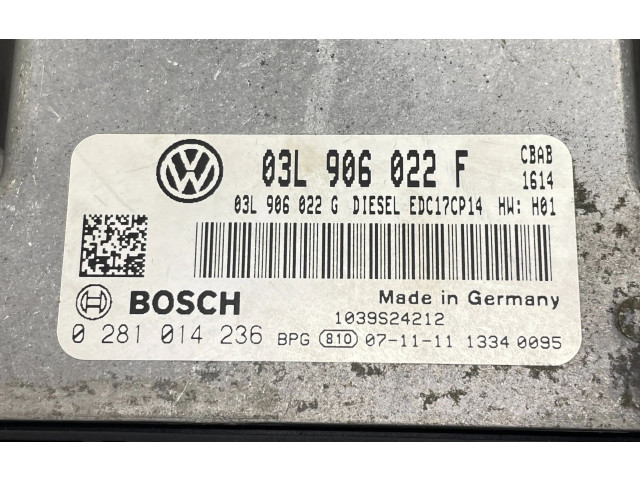 03L 906 022 F CBAB
1614
03L 906 022 G DIESEL EDC17CP14 HW: H01
BOSCH Made in Germany
1039S24212
0 281 014 236 BPG 810 07-11-11 1334 0095